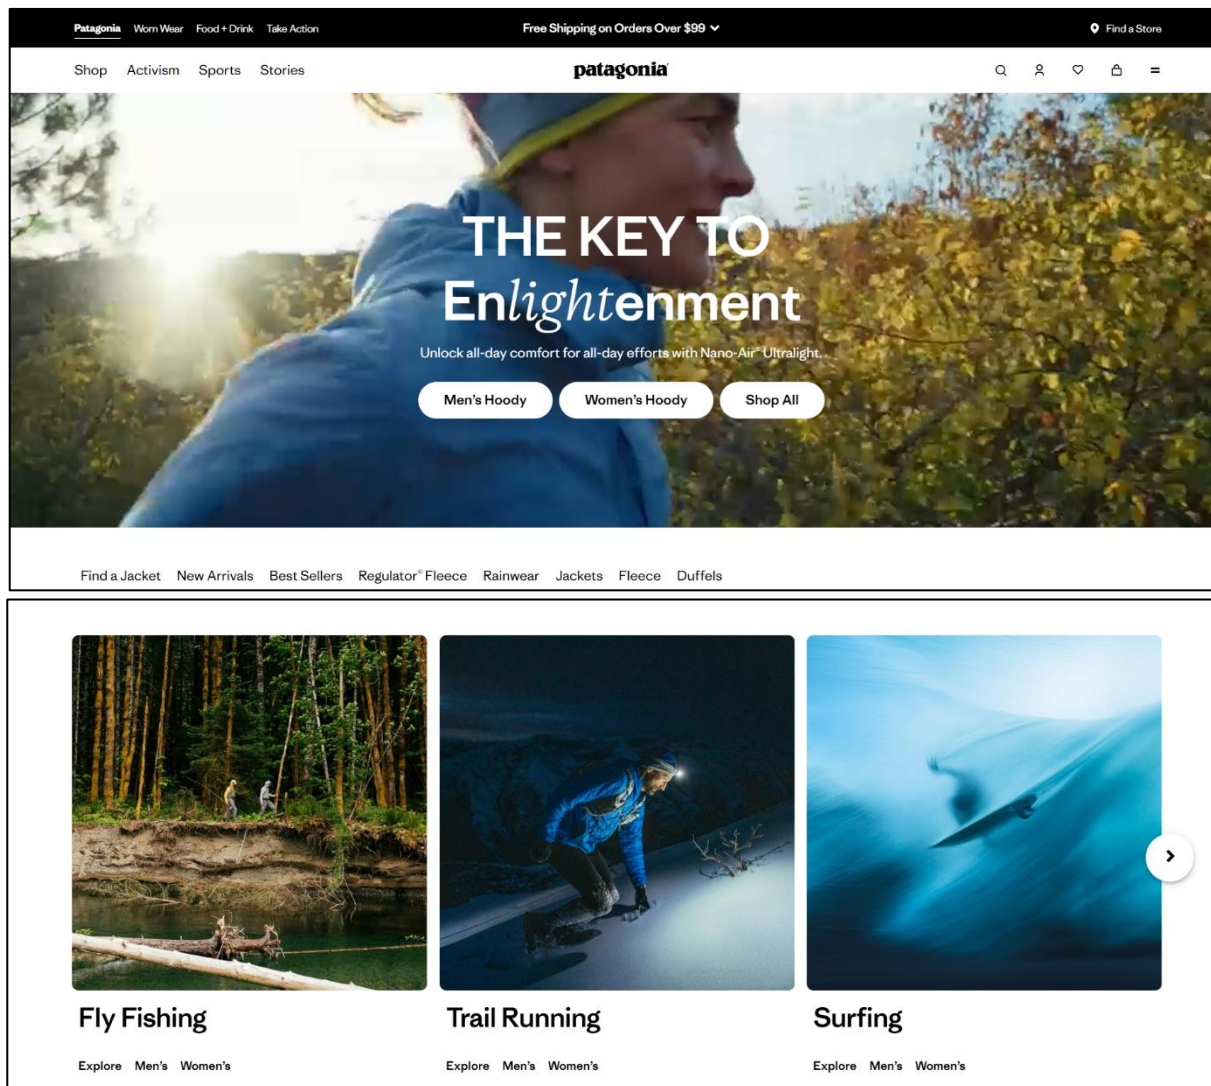 Patagonia Worn Wear Food + Drink Take Action Free Shipping on Orders Over $99 Find a Store
Shop Activism Sports Stories patagonia®
THE KEY TO
Enlightenment
Unlock all-day comfort for all-day efforts with Nano-Air® Ultralight.
Men's Hoody Women's Hoody Shop All
Find a Jacket New Arrivals Best Sellers Regulator® Fleece Rainwear Jackets Fleece Duffels
Fly Fishing Trail Running Surfing
Explore Men's Women's Explore Men's Women's Explore Men's Women's